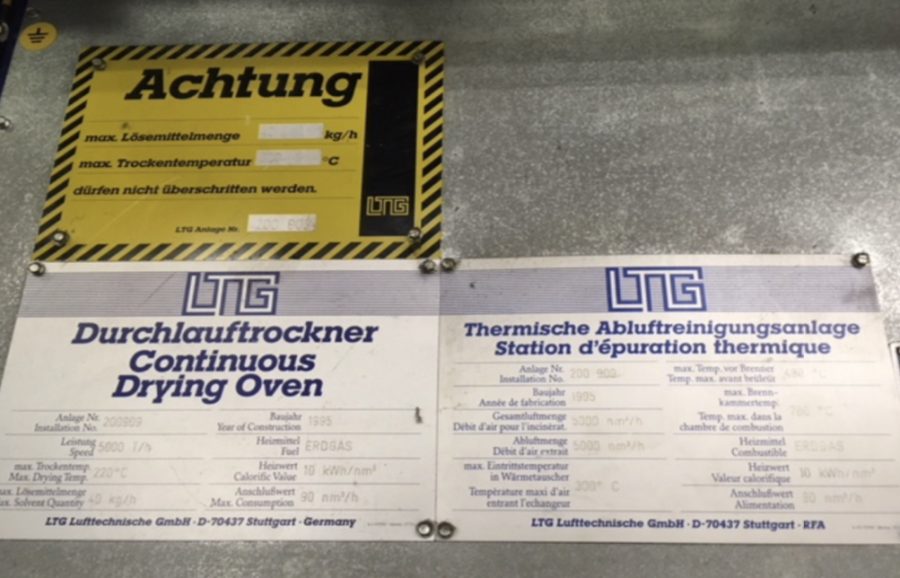 Achtung
max. Lösemittelmenge kg/h
max. Trockentemperatur °C
dürfen nicht überschritten werden.
LTG
LTG Anlage Nr.
LTG
Durchlauftrockner
Continuous
Drying Oven
Anlage Nr.
Installation No. 200909
Baujahr
Year of Construction 1995
Leistung
Speed 5000 T/h
Heizmittel
Fuel ERDGAS
max. Trockentemp.
Max. Drying Temp. 220°C
Heizwert
Calorific Value 10 kWh/nm³
max. Lösemittelmenge
Max. Solvent Quantity 40 kg/h
Anschlußwert
Max. Consumption 90 nm³/h
LTG Lufttechnische GmbH · D-70437 Stuttgart · Germany
LTG
Thermische Abluftreinigungsanlage
Station d'épuration thermique
Anlage Nr.
Installation No. 200 909
max. Temp. vor Brenner
Temp. max. avant brûleur °C
Baujahr
Année de fabrication 1995
max. Brenn-
kammertemp.
Temp. max. dans la
chambre de combustion 760 °C
Gesamtluftmenge
Débit d'air pour l'incinérat. 5000 nm³/h
Abluftmenge
Débit d'air extrait 5000 nm³/h
Heizmittel
Combustible ERDGAS
max. Eintrittstemperatur
in Wärmetauscher
Température maxi d'air
entrant l'echangeur 300° C
Heizwert
Valeur calorifique 10 kWh/nm³
Anschlußwert
Alimentation 90 nm³/h
LTG Lufttechnische GmbH · D-70437 Stuttgart · RFA